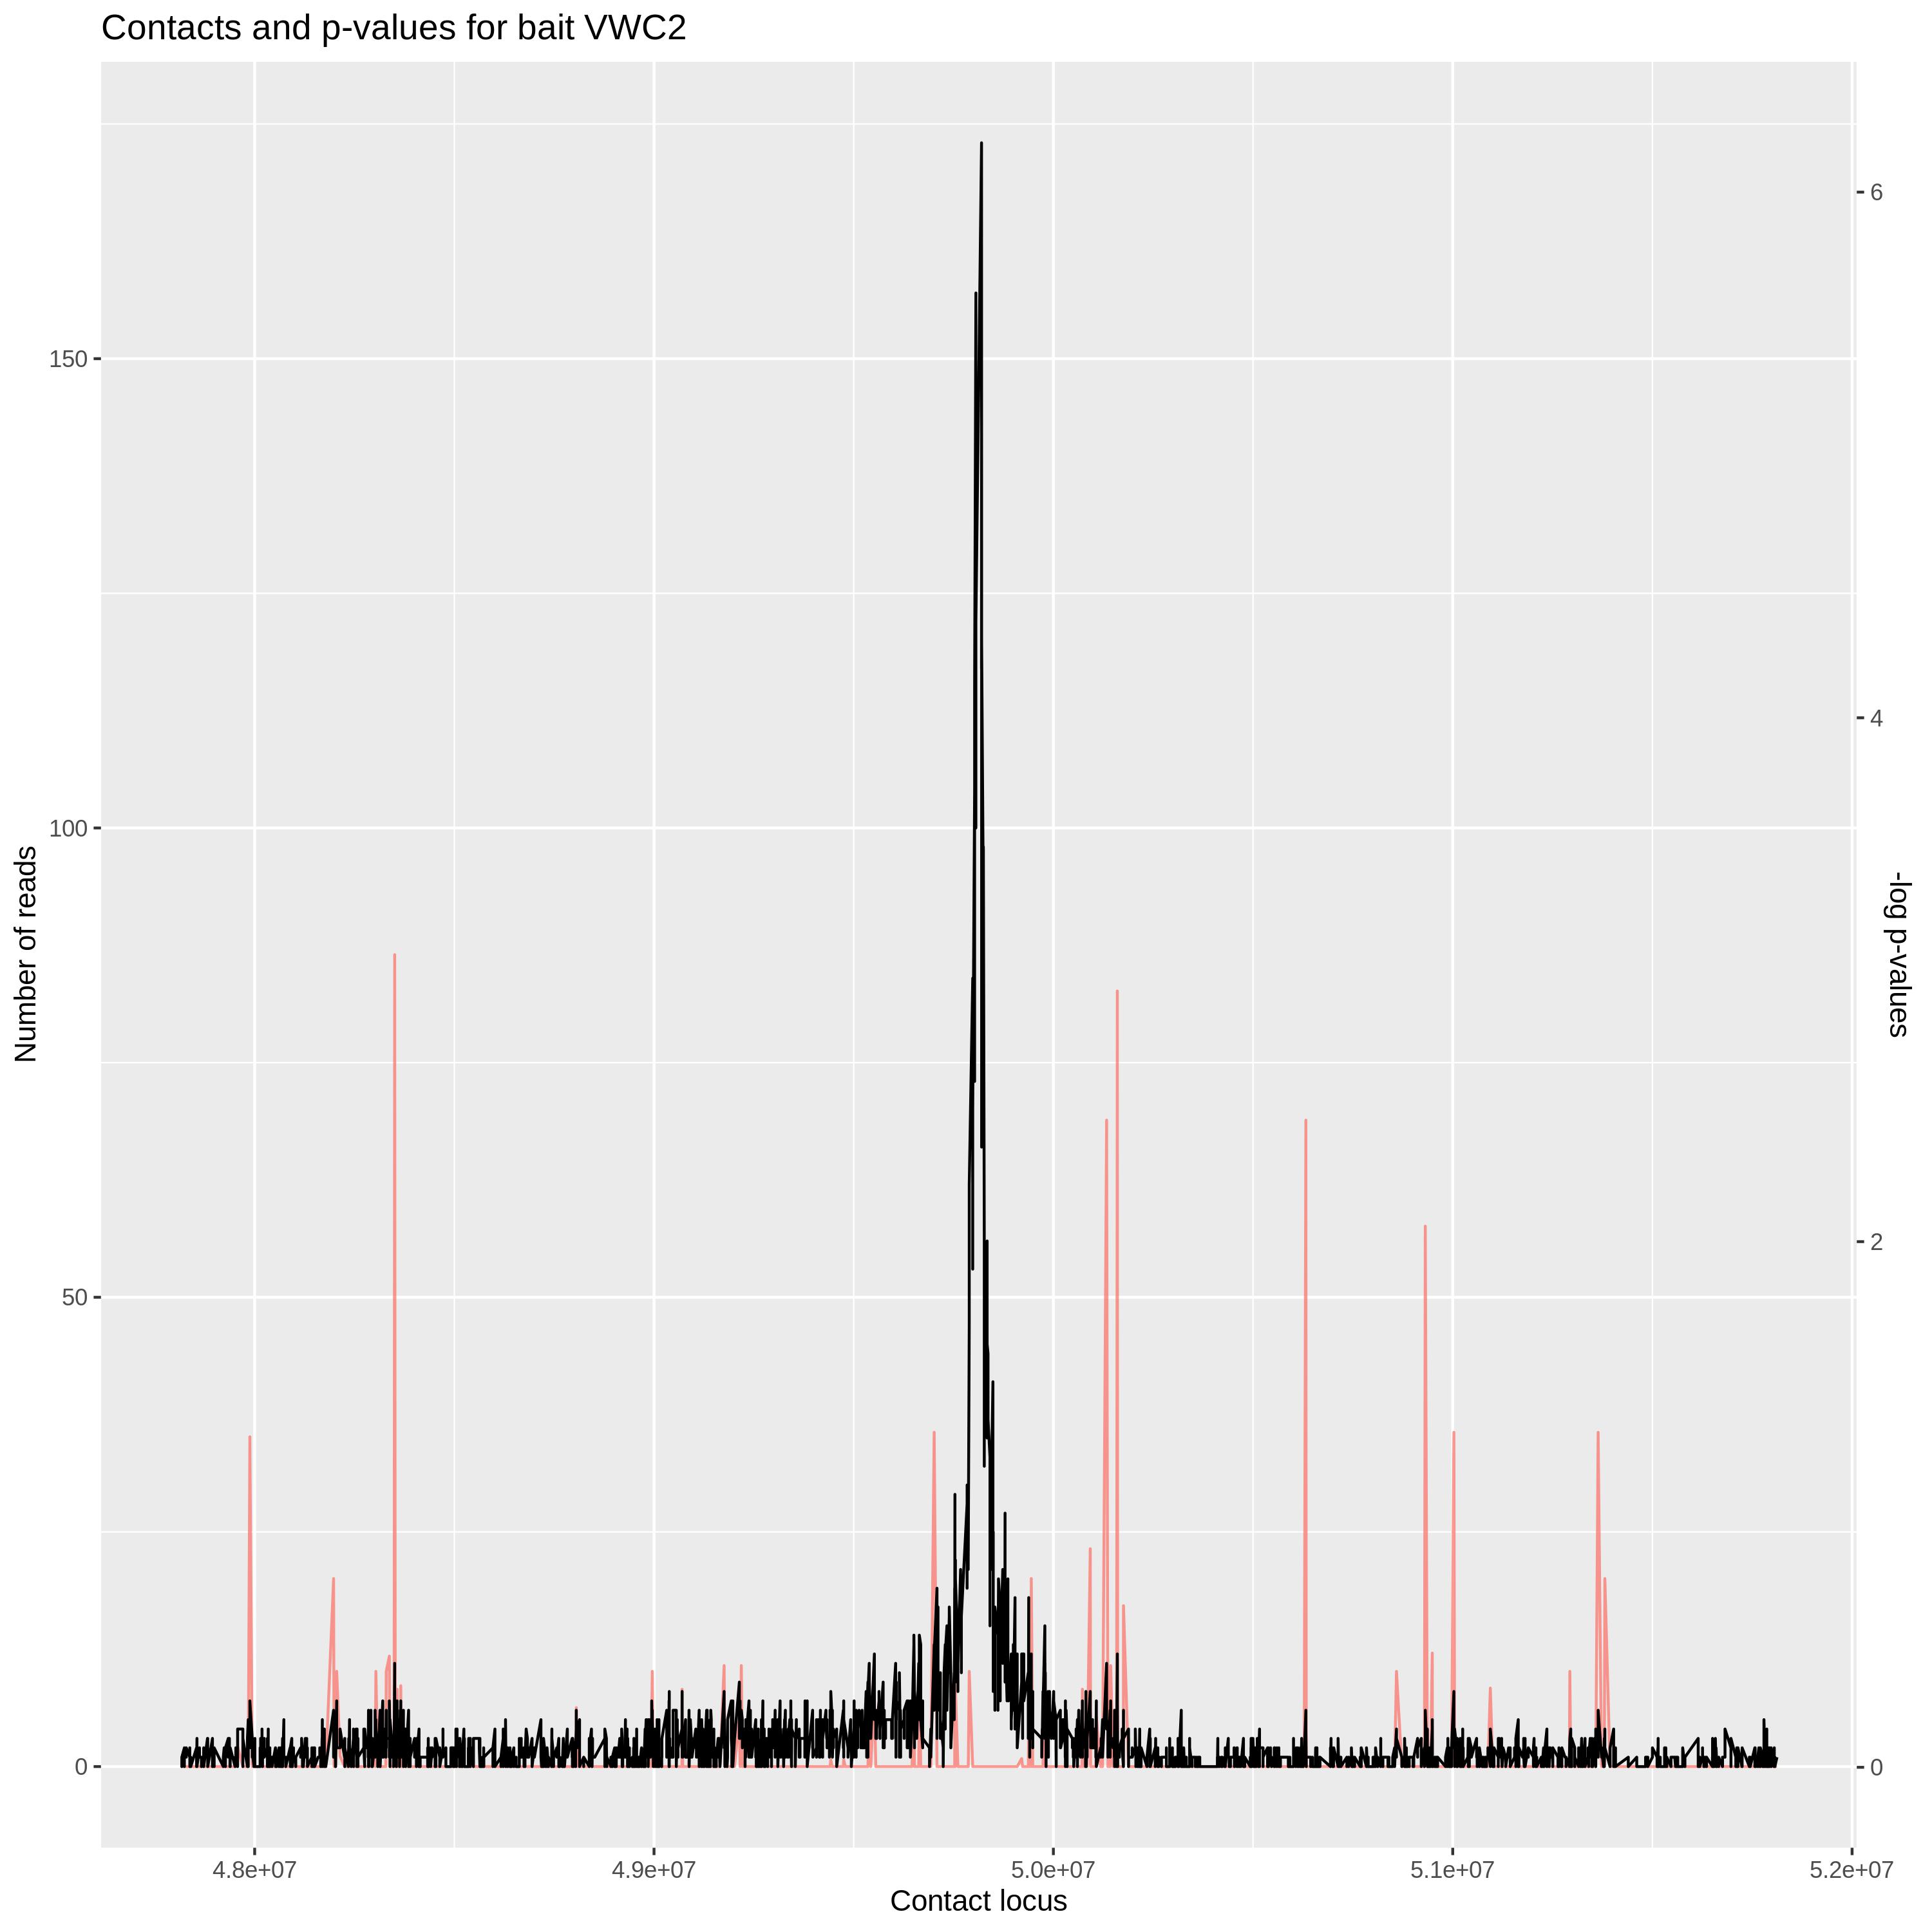 Contacts and p-values for bait VWC2
150
100
50
0
6
4
2
0
Number of reads
-log p-values
4.8e+07 4.9e+07 5.0e+07 5.1e+07 5.2e+07
Contact locus